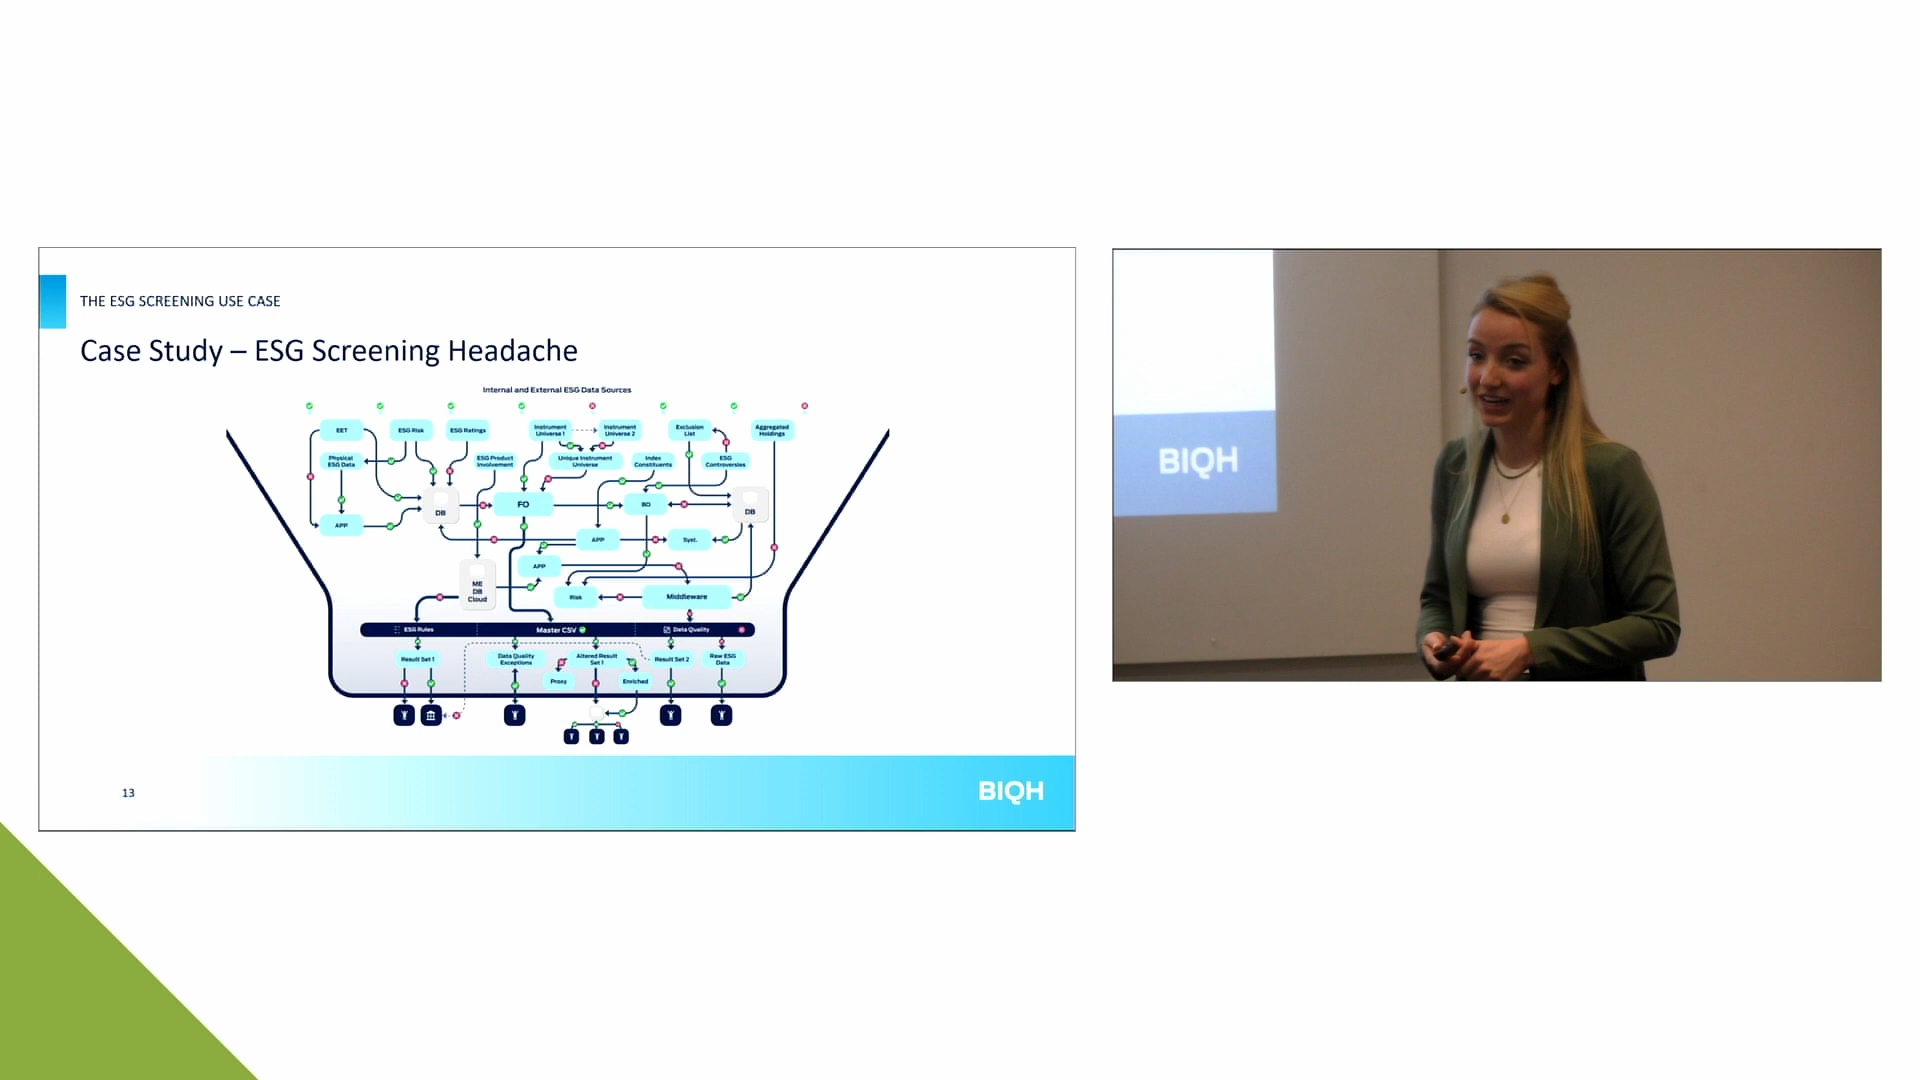 THE ESG SCREENING USE CASE
Case Study – ESG Screening Headache
Internal and External ESG Data Sources
EET
ESG Risk
ESG Ratings
Instrument
Universe 1
Instrument
Universe 2
Exclusion
List
Aggregated
Holdings
Physical
ESG Data
ESG Product
Involvement
Unique Instrument
Universe
Index
Constituents
ESG
Controversies
DB
FO
BO
DB
APP
APP
Syst.
APP
ME
DB
Cloud
Risk
Middleware
ESG Rules
Master CSV
Data Quality
Result Set 1
Data Quality
Exceptions
Altered Result
Set 1
Result Set 2
Raw ESG
Data
Proxy
Enriched
13
BIQH
BIQH